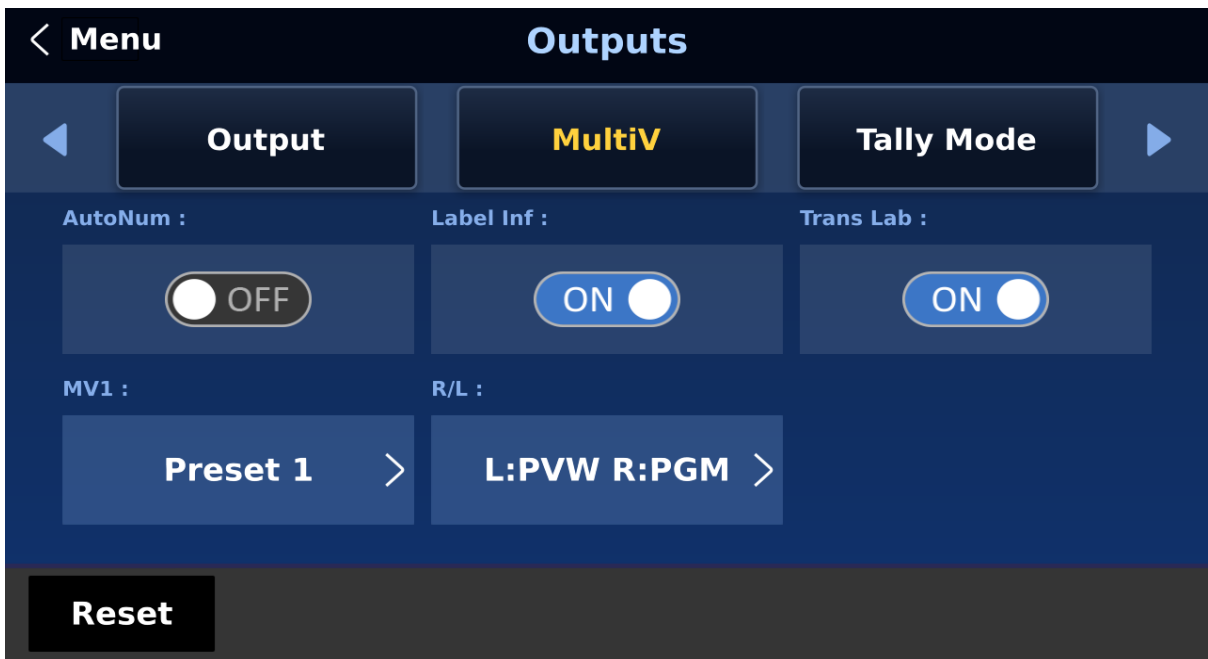 Menu
Outputs
Output
MultiV
Tally Mode
AutoNum :
Label Inf :
Trans Lab :
OFF
ON
ON
MV1 :
R/L :
Preset 1
L:PVW R:PGM
Reset